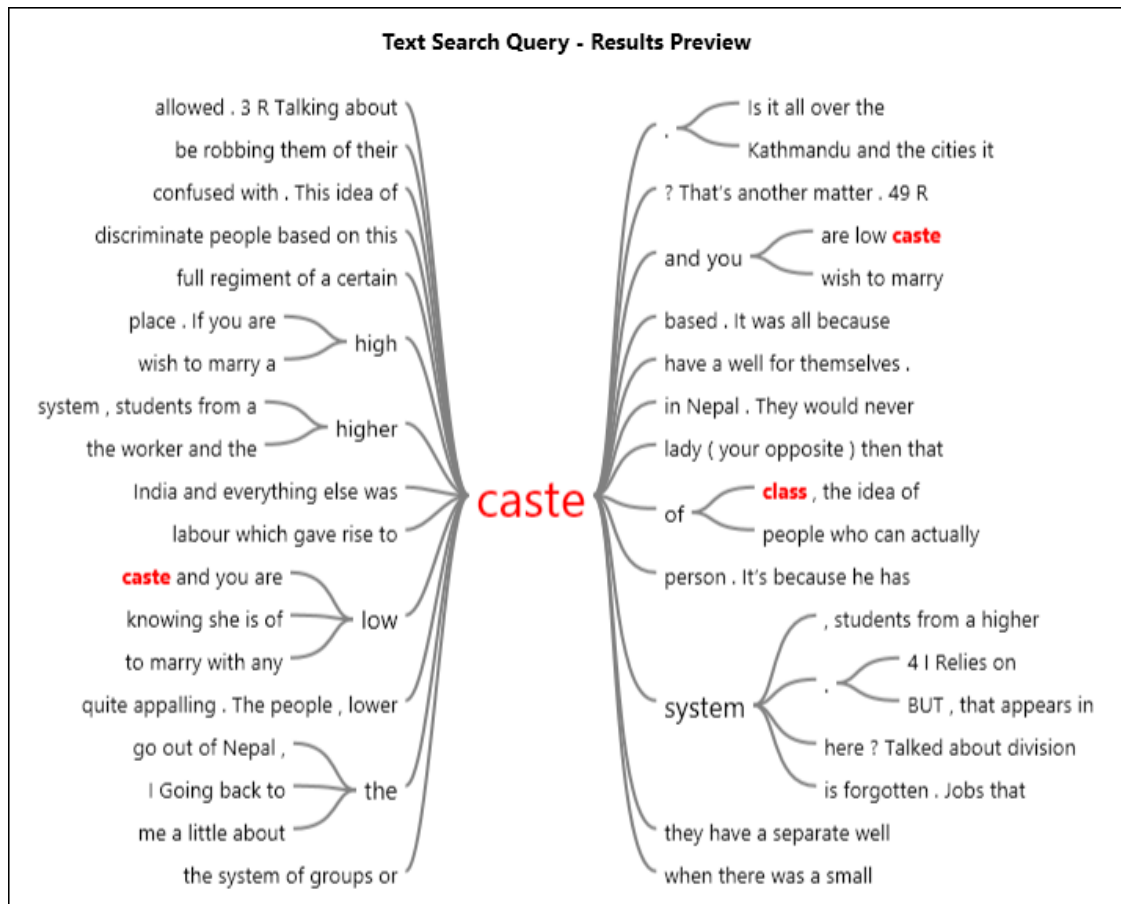 Text Search Query - Results Preview
allowed . 3 R Talking about
be robbing them of their
confused with . This idea of
discriminate people based on this
full regiment of a certain
place . If you are
high
wish to marry a
system , students from a
higher
the worker and the
India and everything else was
labour which gave rise to
caste and you are
knowing she is of
low
to marry with any
quite appalling . The people , lower
go out of Nepal ,
I Going back to
the
me a little about
the system of groups or
caste
.
Is it all over the
Kathmandu and the cities it
? That's another matter . 49 R
and you
are low caste
wish to marry
based . It was all because
have a well for themselves .
in Nepal . They would never
lady ( your opposite ) then that
of
class , the idea of
people who can actually
person . It's because he has
system
, students from a higher
.
4 I Relies on
BUT , that appears in
here ? Talked about division
is forgotten . Jobs that
they have a separate well
when there was a small